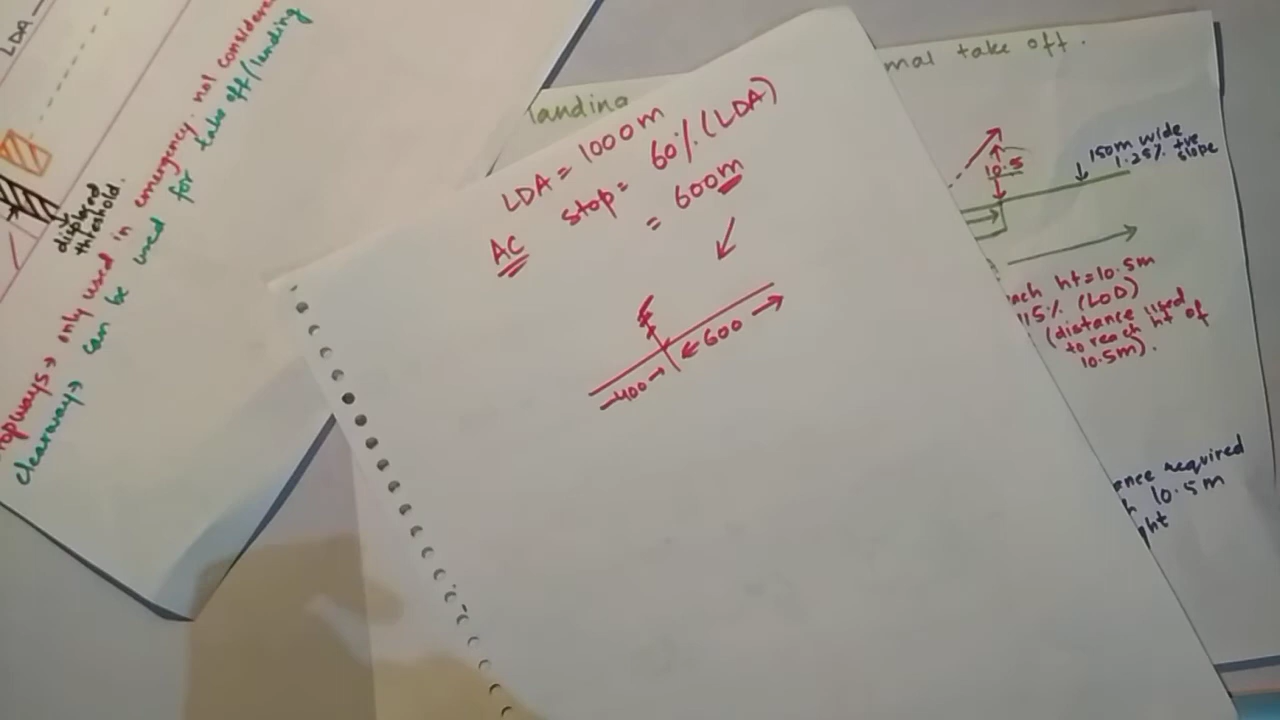 LDA
displaced
threshold.
only used in emergency. not considered
clearway → can be used for take off/landing
landing
LDA = 1000m
stop = 60% (LDA)
= 600m
AC
400
600
mal take off.
10.5
150m wide
1.25% +ve
slope
ach ht = 10.5m
115% (LOD)
(distance used
to reach ht of
10.5m).
ance required
h 10.5m
ght